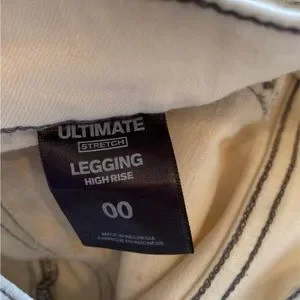 ULTIMATE
STRETCH
LEGGING
HIGH RISE
00
MADE IN INDONESIA
FABRIQUÉ EN INDONÉSIE